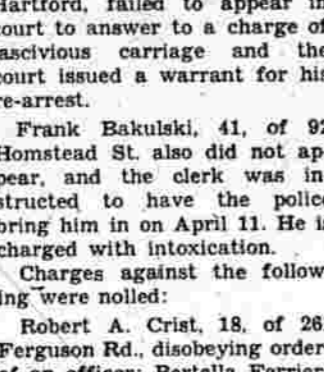 Hartford, failed to appear in
court to answer to a charge of
lascivious carriage and the
court issued a warrant for his
re-arrest.
Frank Bakulski, 41, of 92
Homstead St. also did not ap-
pear, and the clerk was in-
structed to have the police
bring him in on April 11. He is
charged with intoxication.
Charges against the follow-
ing were nolled:
Robert A. Crist, 18, of 26
Ferguson Rd., disobeying order
of an officer;